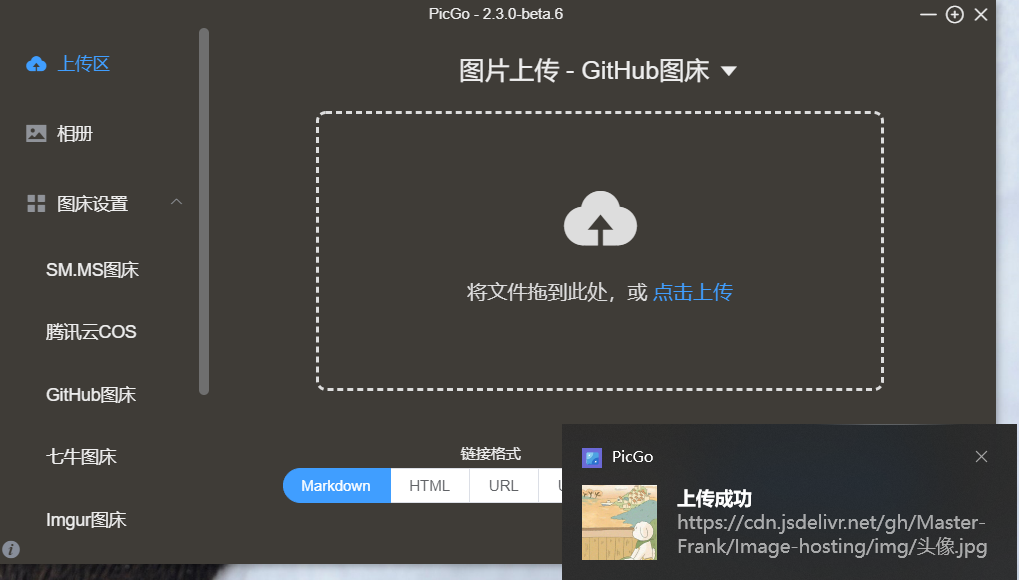 PicGo - 2.3.0-beta.6
上传区
相册
图床设置
SM.MS图床
腾讯云COS
GitHub图床
七牛图床
Imgur图床
图片上传 - GitHub图床
将文件拖到此处，或 点击上传
链接格式
Markdown HTML URL
PicGo
上传成功
https://cdn.jsdelivr.net/gh/Master-
Frank/Image-hosting/img/头像.jpg